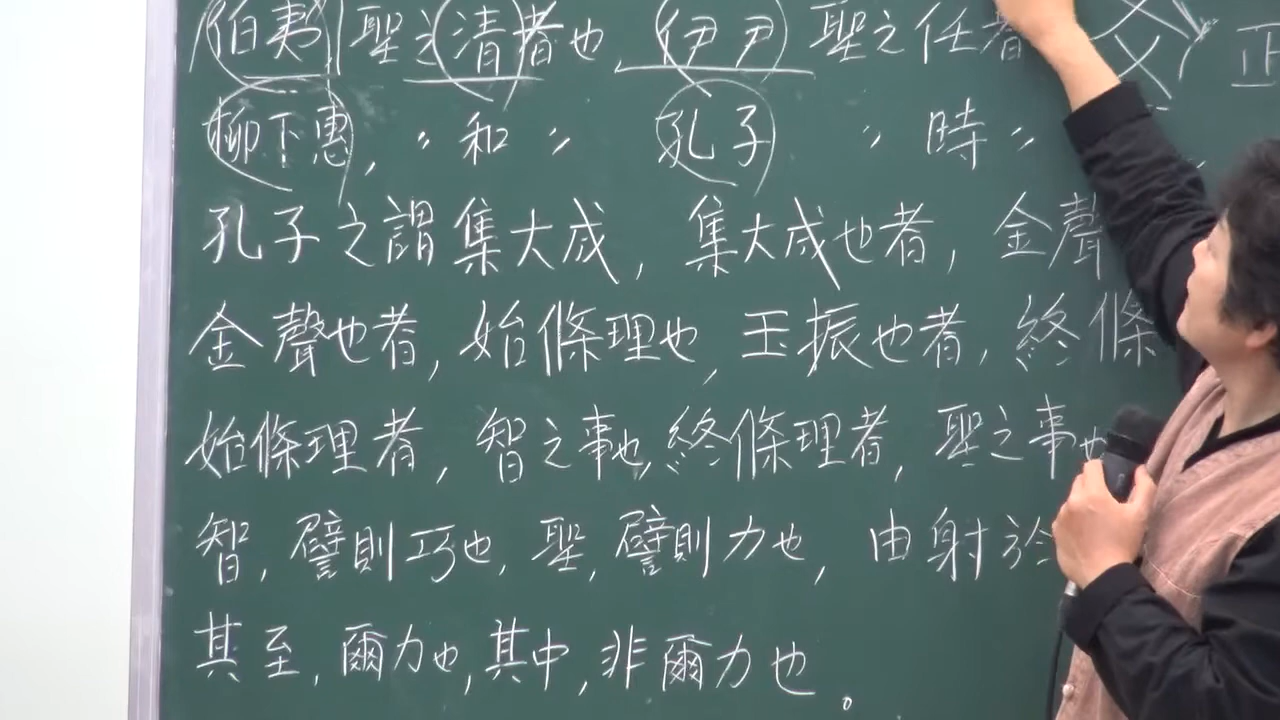 伯夷 聖之清者也, 伊尹 聖之任者 正
柳下惠, 〃 和 〃 孔子 〃 時 〃
孔子之謂集大成, 集大成也者, 金聲
金聲也者, 始條理也, 玉振也者, 終條
始條理者, 智之事也, 終條理者, 聖之事也
智, 譬則巧也, 聖, 譬則力也, 由射於
其至, 爾力也, 其中, 非爾力也。